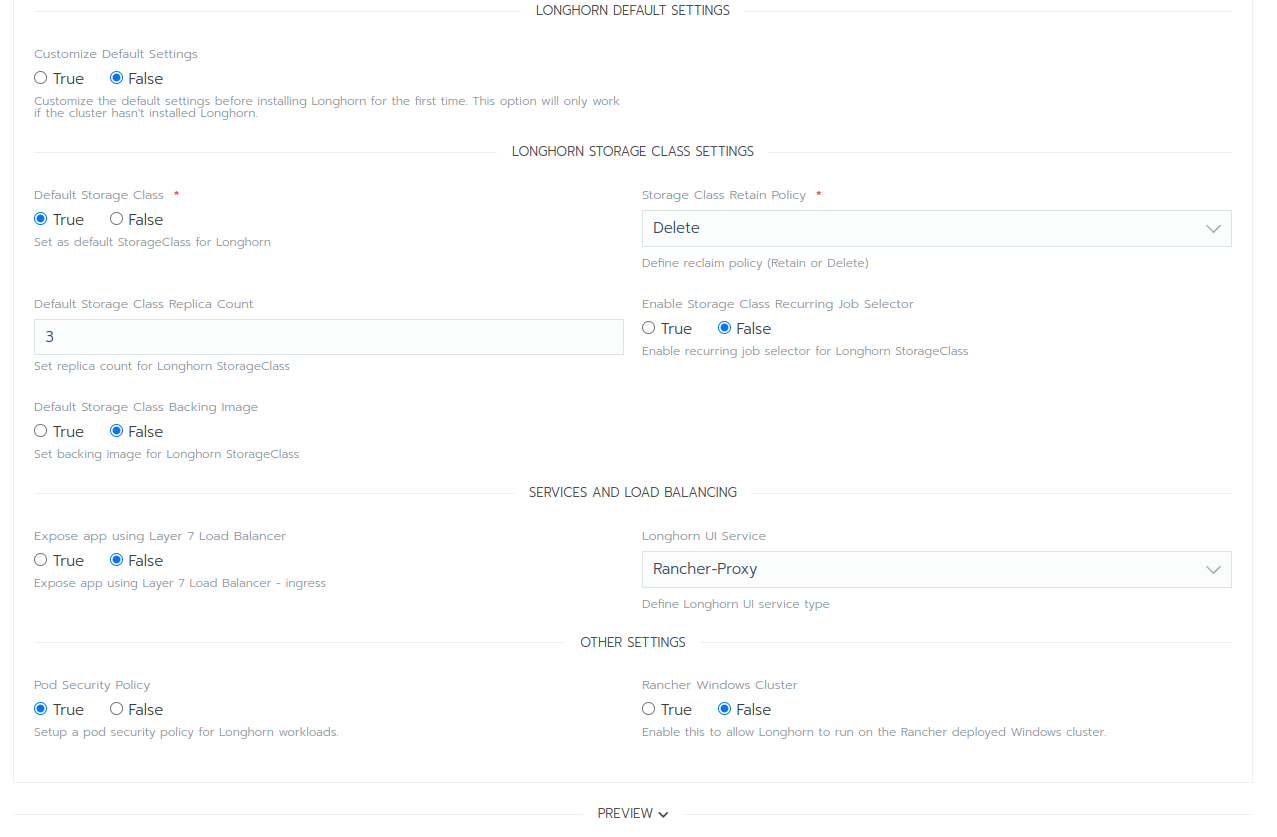 LONGHORN DEFAULT SETTINGS
Customize Default Settings
True False
Customize the default settings before installing Longhorn for the first time. This option will only work
if the cluster hasn't installed Longhorn.
LONGHORN STORAGE CLASS SETTINGS
Default Storage Class *
True False
Set as default StorageClass for Longhorn
Storage Class Retain Policy *
Delete
Define reclaim policy (Retain or Delete)
Default Storage Class Replica Count
3
Set replica count for Longhorn StorageClass
Enable Storage Class Recurring Job Selector
True False
Enable recurring job selector for Longhorn StorageClass
Default Storage Class Backing Image
True False
Set backing image for Longhorn StorageClass
SERVICES AND LOAD BALANCING
Expose app using Layer 7 Load Balancer
True False
Expose app using Layer 7 Load Balancer - ingress
Longhorn UI Service
Rancher-Proxy
Define Longhorn UI service type
OTHER SETTINGS
Pod Security Policy
True False
Setup a pod security policy for Longhorn workloads.
Rancher Windows Cluster
True False
Enable this to allow Longhorn to run on the Rancher deployed Windows cluster.
PREVIEW